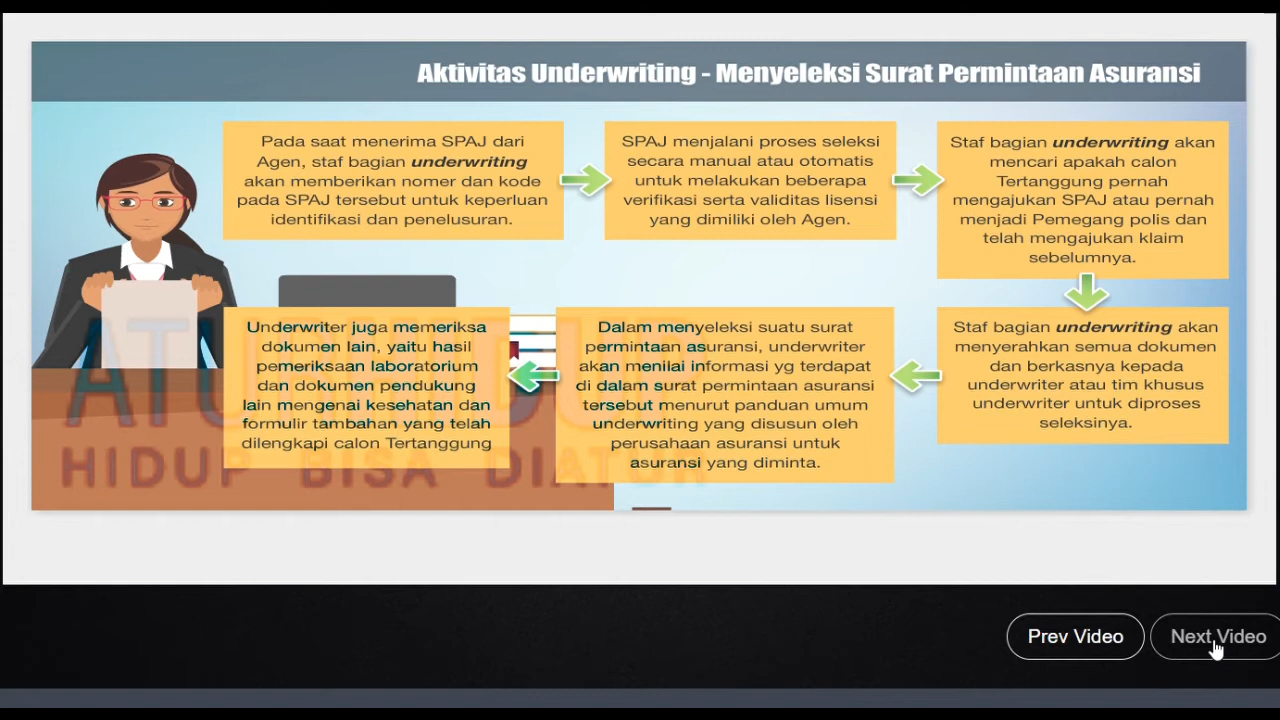 Aktivitas Underwriting - Menyeleksi Surat Permintaan Asuransi
Pada saat menerima SPAJ dari
Agen, staf bagian underwriting
akan memberikan nomer dan kode
pada SPAJ tersebut untuk keperluan
identifikasi dan penelusuran.
SPAJ menjalani proses seleksi
secara manual atau otomatis
untuk melakukan beberapa
verifikasi serta validitas lisensi
yang dimiliki oleh Agen.
Staf bagian underwriting akan
mencari apakah calon
Tertanggung pernah
mengajukan SPAJ atau pernah
menjadi Pemegang polis dan
telah mengajukan klaim
sebelumnya.
Staf bagian underwriting akan
menyerahkan semua dokumen
dan berkasnya kepada
underwriter atau tim khusus
underwriter untuk diproses
seleksinya.
Dalam menyeleksi suatu surat
permintaan asuransi, underwriter
akan menilai informasi yg terdapat
di dalam surat permintaan asuransi
tersebut menurut panduan umum
underwriting yang disusun oleh
perusahaan asuransi untuk
asuransi yang diminta.
Underwriter juga memeriksa
dokumen lain, yaitu hasil
pemeriksaan laboratorium
dan dokumen pendukung
lain mengenai kesehatan dan
formulir tambahan yang telah
dilengkapi calon Tertanggung
ATURHIDUP
HIDUP BISA DIATUR
Prev Video
Next Video